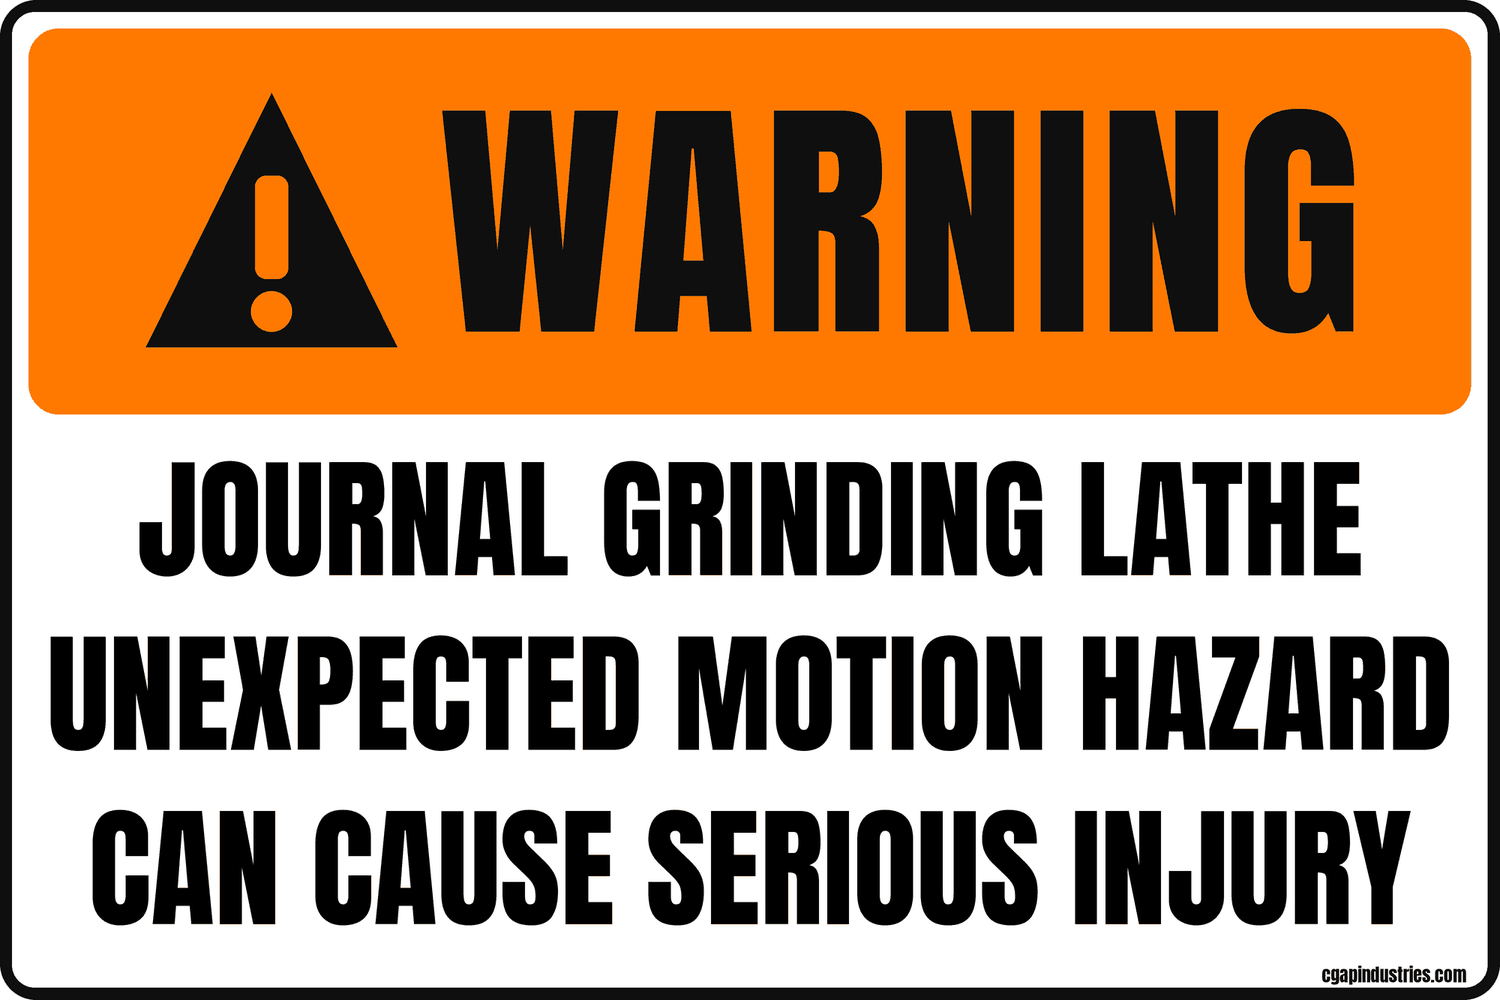 WARNING
JOURNAL GRINDING LATHE
UNEXPECTED MOTION HAZARD
CAN CAUSE SERIOUS INJURY
cgapindustries.com